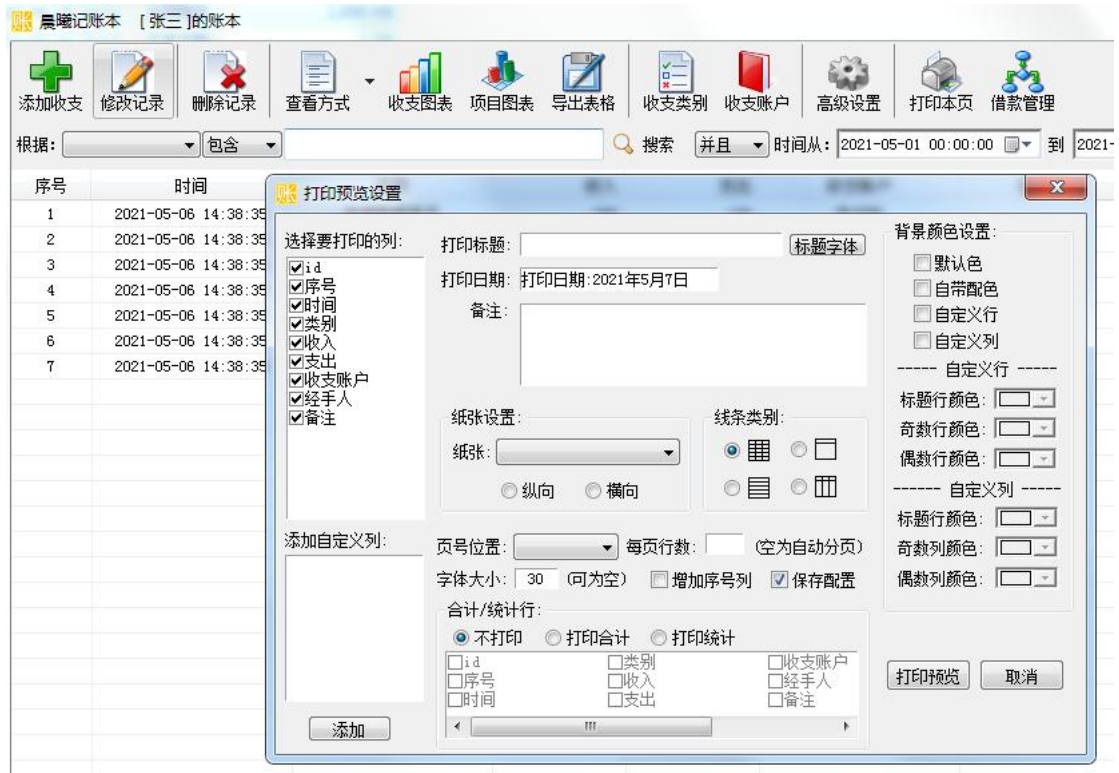 账 晨曦记账本 [ 张三 ]的账本
添加收支 修改记录 删除记录 查看方式 收支图表 项目图表 导出表格 收支类别 收支账户 高级设置 打印本页 借款管理
根据: 包含 搜索 并且 时间从: 2021-05-01 00:00:00 到 2021-
序号 时间
1 2021-05-06 14:38:35
2 2021-05-06 14:38:35
3 2021-05-06 14:38:35
4 2021-05-06 14:38:35
5 2021-05-06 14:38:35
6 2021-05-06 14:38:35
7 2021-05-06 14:38:35
账 打印预览设置
选择要打印的列:
id
序号
时间
类别
收入
支出
收支账户
经手人
备注
添加自定义列:
添加
打印标题: 标题字体
打印日期: 打印日期:2021年5月7日
备注:
纸张设置:
纸张:
纵向 横向
线条类别:
页号位置: 每页行数: (空为自动分页)
字体大小: 30 (可为空) 增加序号列 保存配置
合计/统计行:
不打印 打印合计 打印统计
id 类别 收支账户
序号 收入 经手人
时间 支出 备注
背景颜色设置:
默认色
自带配色
自定义行
自定义列
----- 自定义行 -----
标题行颜色:
奇数行颜色:
偶数行颜色:
------ 自定义列 -----
标题行颜色:
奇数列颜色:
偶数列颜色:
打印预览 取消